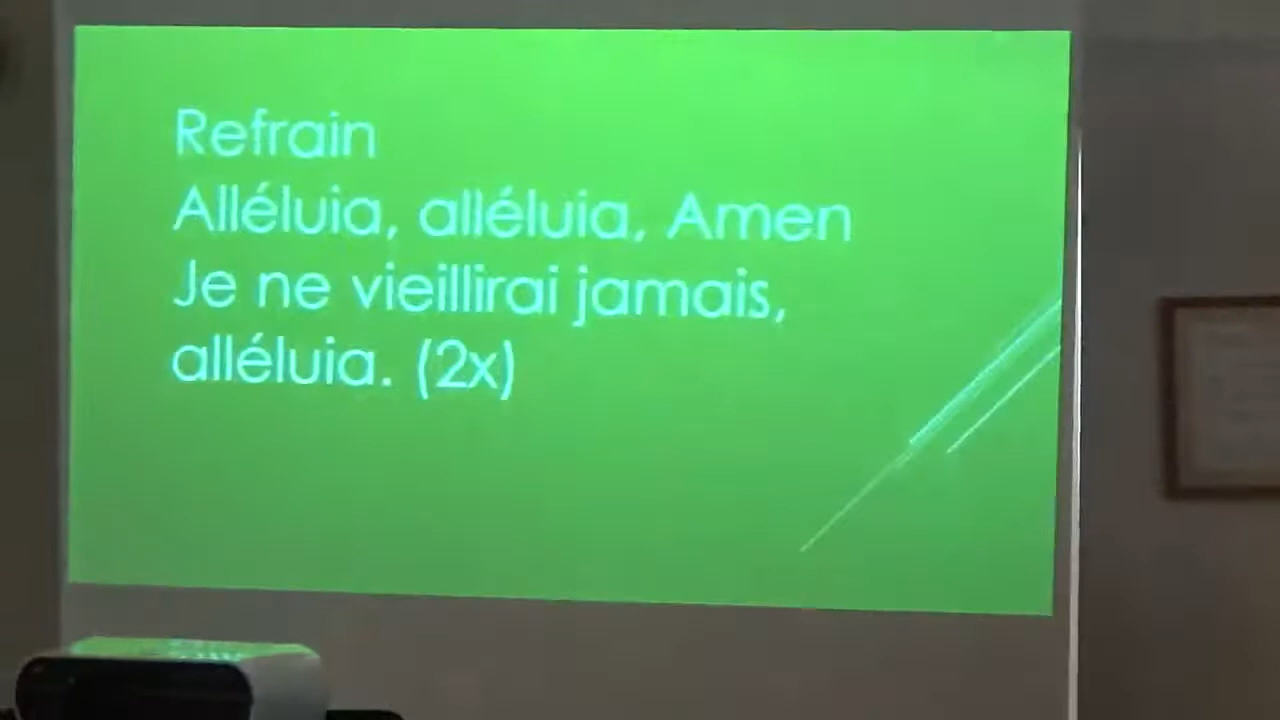 Refrain
Alléluia, alléluia, Amen
Je ne vieillirai jamais,
alléluia. (2x)